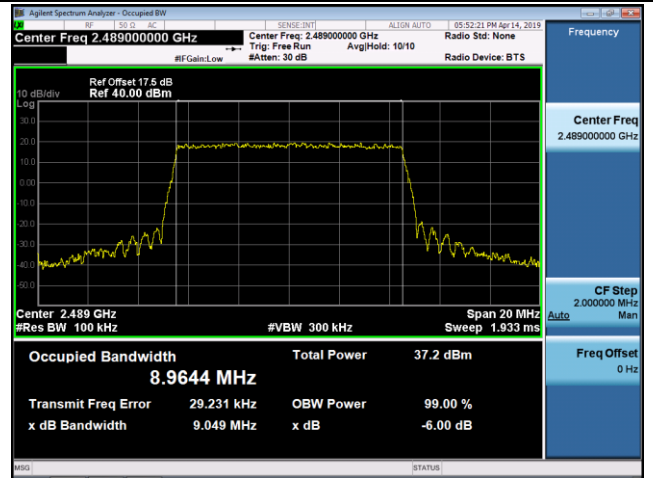 Agilent Spectrum Analyzer - Occupied BW
RF 50 Ω AC SENSE:INT ALIGN AUTO 05:52:21 PM Apr 14, 2019
Center Freq 2.489000000 GHz Center Freq: 2.489000000 GHz Radio Std: None
Trig: Free Run Avg|Hold: 10/10
#IFGain:Low #Atten: 30 dB Radio Device: BTS
Ref Offset 17.5 dB
10 dB/div Ref 40.00 dBm
Log
30.0
20.0
10.0
0.00
-10.0
-20.0
-30.0
-40.0
-50.0
Center 2.489 GHz Span 20 MHz
#Res BW 100 kHz #VBW 300 kHz Sweep 1.933 ms
Occupied Bandwidth Total Power 37.2 dBm
8.9644 MHz
Transmit Freq Error 29.231 kHz OBW Power 99.00 %
x dB Bandwidth 9.049 MHz x dB -6.00 dB
MSG STATUS
Frequency
Center Freq
2.489000000 GHz
CF Step
2.000000 MHz
Auto Man
Freq Offset
0 Hz